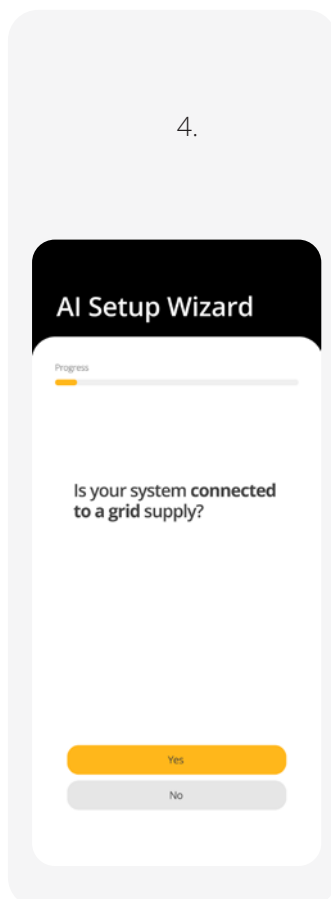 4.
AI Setup Wizard
Progress
Is your system connected
to a grid supply?
Yes
No